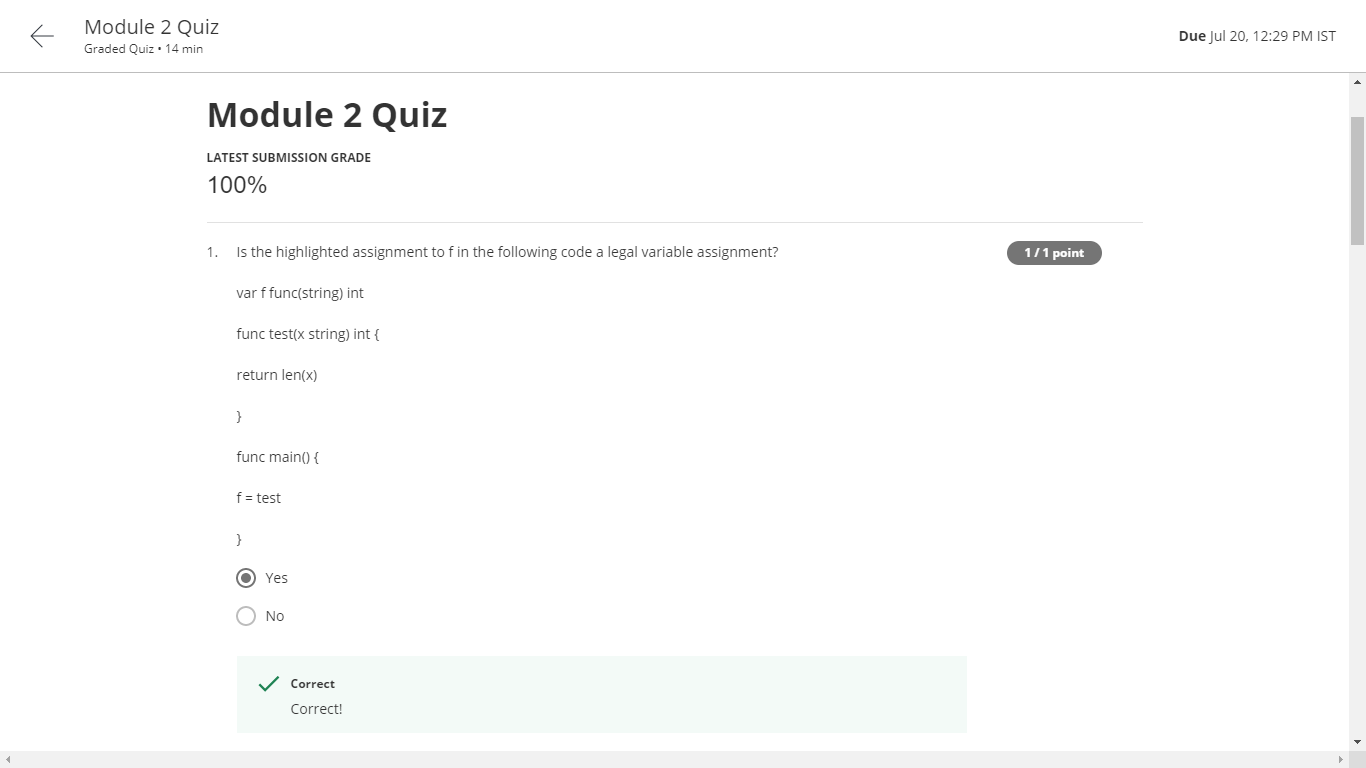 Module 2 Quiz
Graded Quiz • 14 min
Due Jul 20, 12:29 PM IST
Module 2 Quiz
LATEST SUBMISSION GRADE
100%
1. Is the highlighted assignment to f in the following code a legal variable assignment?
1 / 1 point
var f func(string) int
func test(x string) int {
return len(x)
}
func main() {
f = test
}
Yes
No
Correct
Correct!